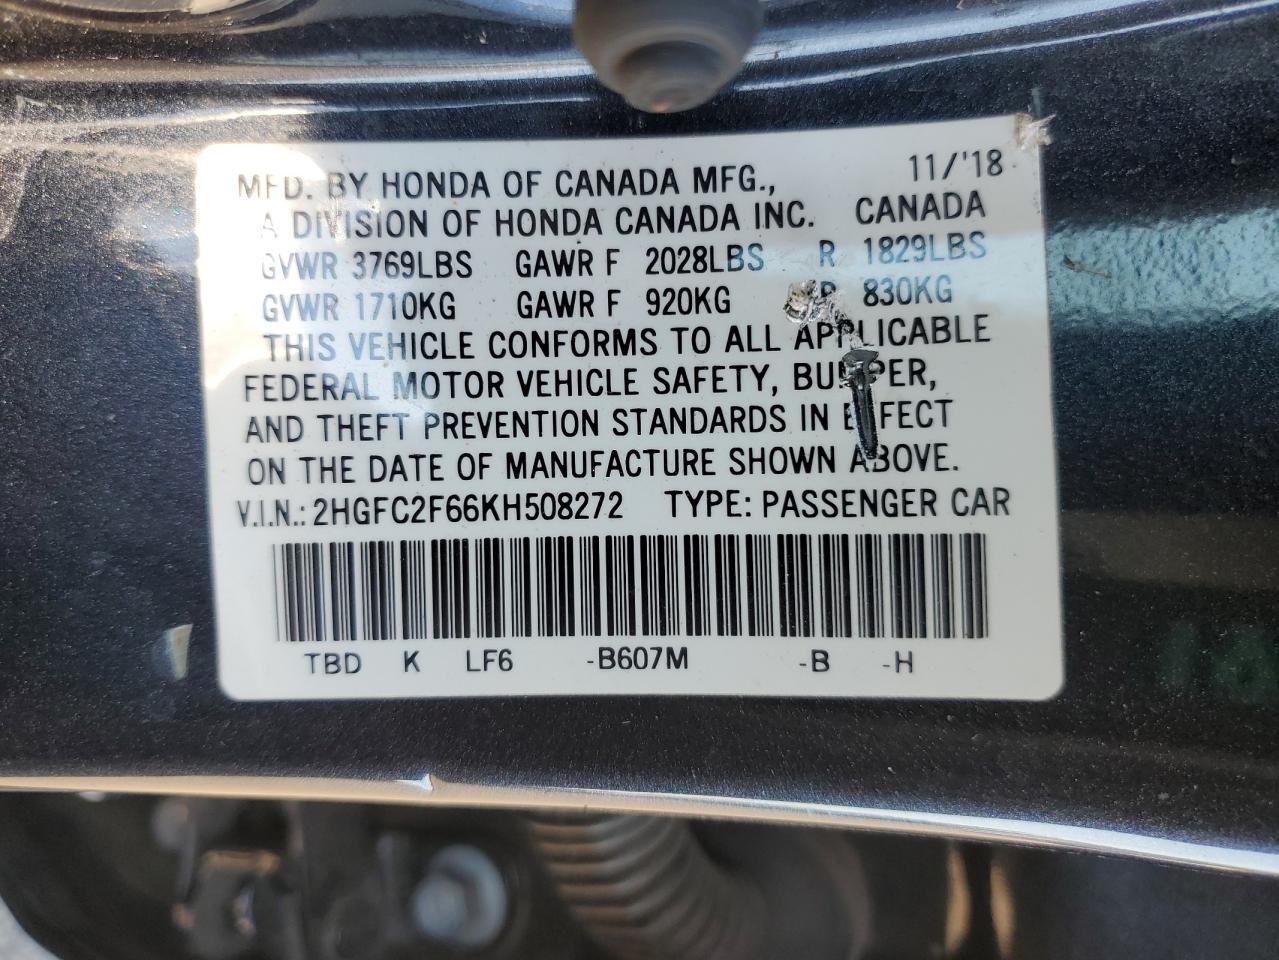 MFD. BY HONDA OF CANADA MFG., 11/'18
A DIVISION OF HONDA CANADA INC. CANADA
GVWR 3769LBS GAWR F 2028LBS R 1829LBS
GVWR 1710KG GAWR F 920KG R 830KG
THIS VEHICLE CONFORMS TO ALL APPLICABLE
FEDERAL MOTOR VEHICLE SAFETY, BUMPER,
AND THEFT PREVENTION STANDARDS IN EFFECT
ON THE DATE OF MANUFACTURE SHOWN ABOVE.
V.I.N.: 2HGFC2F66KH508272 TYPE: PASSENGER CAR
TBD K LF6 -B607M -B -H